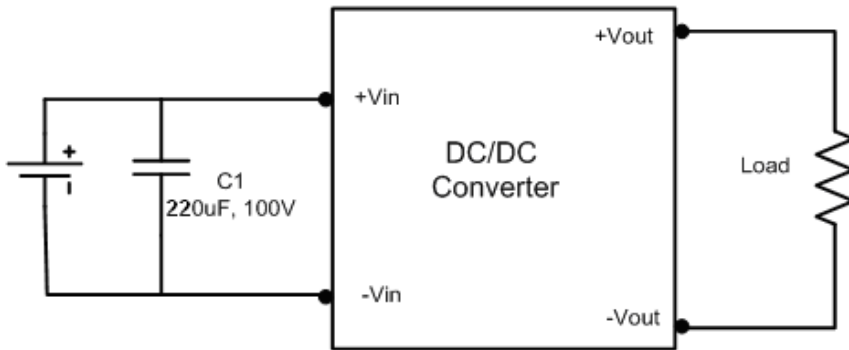 +Vout
+Vin
DC/DC
Converter
Load
+
-
C1
220uF, 100V
-Vin
-Vout